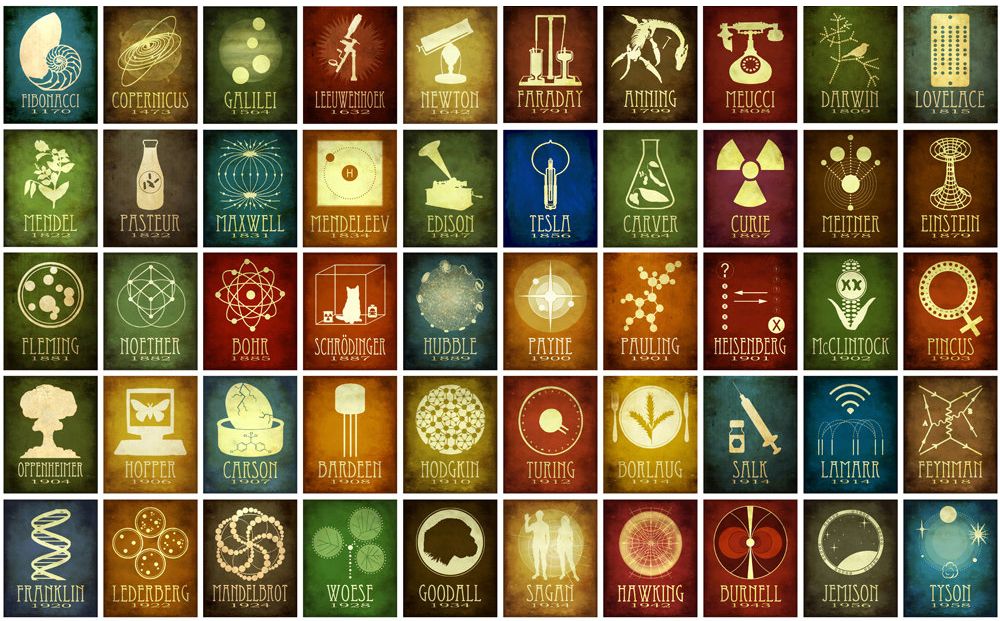 FIBONACCI
1170
COPERNICUS
1473
GALILEI
1564
LEEUWENHOEK
1632
NEWTON
1642
FARADAY
1791
ANNING
1799
MEUCCI
1808
DARWIN
1809
LOVELACE
1815
MENDEL
1822
PASTEUR
1822
MAXWELL
1831
H
MENDELEEV
1834
EDISON
1847
TESLA
1856
CARVER
1864
CURIE
1867
MEITNER
1878
EINSTEIN
1879
FLEMING
1881
NOETHER
1882
BOHR
1885
SCHRÖDINGER
1887
HUBBLE
1889
PAYNE
1900
PAULING
1901
?
X
HEISENBERG
1901
XX
McCLINTOCK
1902
PINCUS
1903
OPPENHEIMER
1904
HOPPER
1906
CARSON
1907
BARDEEN
1908
HODGKIN
1910
TURING
1912
BORLAUG
1914
SALK
1914
LAMARR
1914
A
B
FEYNMAN
1918
FRANKLIN
1920
LEDERBERG
1922
MANDELBROT
1924
WOESE
1928
GOODALL
1934
SAGAN
1934
HAWKING
1942
BURNELL
1943
JEMISON
1956
TYSON
1958